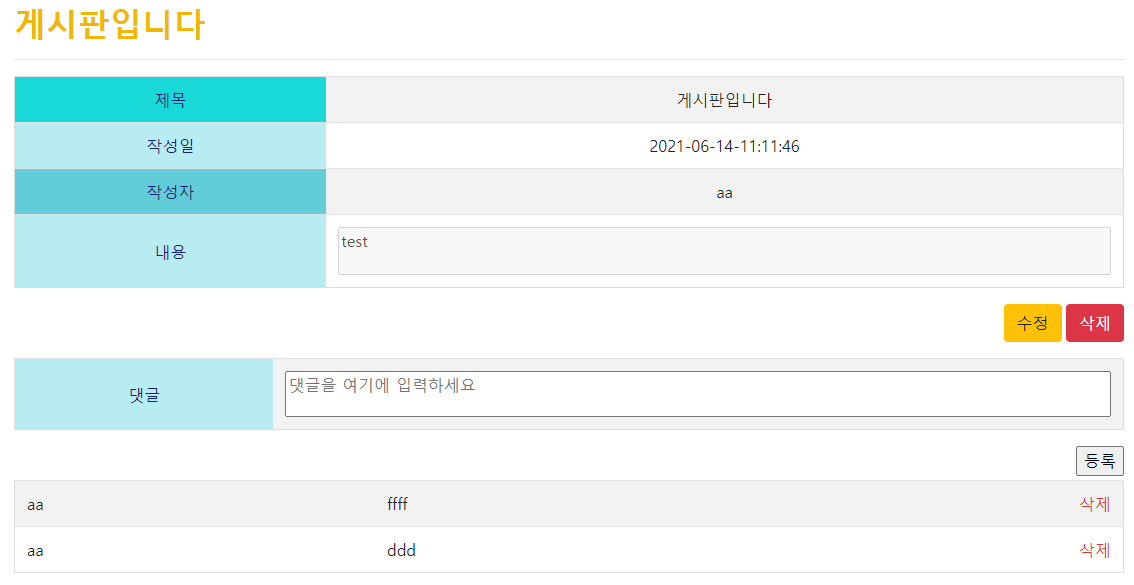 게시판입니다
제목 게시판입니다
작성일 2021-06-14-11:11:46
작성자 aa
내용 test
수정 삭제
댓글 댓글을 여기에 입력하세요
등록
aa ffff 삭제
aa ddd 삭제